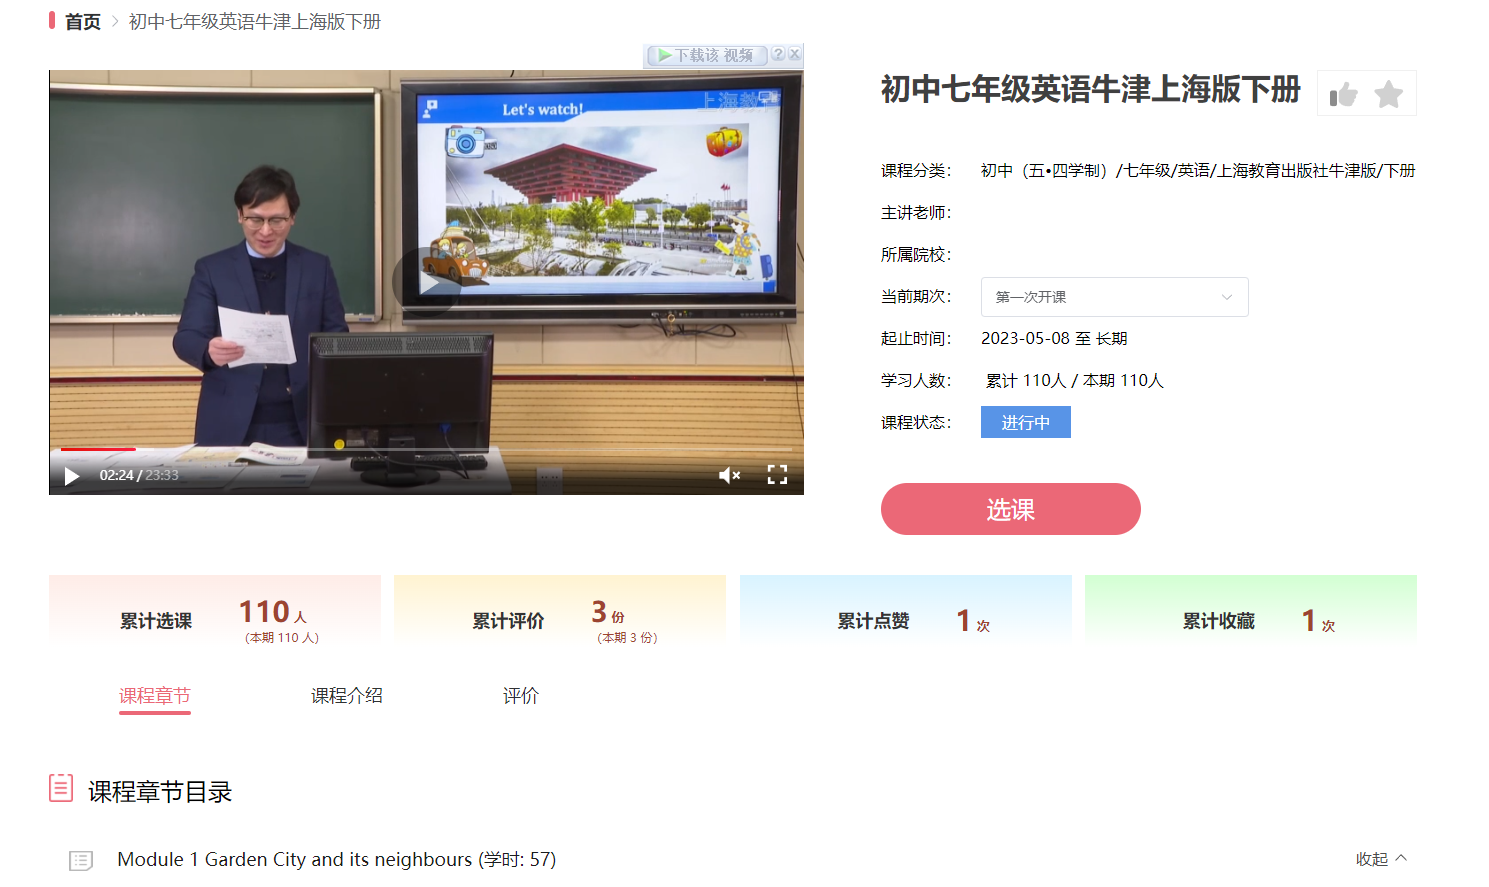 首页 > 初中七年级英语牛津上海版下册
下载该 视频 ? x
Let's watch!
上海教
02:24 / 23:33
初中七年级英语牛津上海版下册
课程分类： 初中（五•四学制）/七年级/英语/上海教育出版社牛津版/下册
主讲老师：
所属院校：
当前期次： 第一次开课
起止时间： 2023-05-08 至 长期
学习人数： 累计 110人 / 本期 110人
课程状态： 进行中
选课
累计选课 110 人
（本期 110 人）
累计评价 3 份
（本期 3 份）
累计点赞 1 次
累计收藏 1 次
课程章节 课程介绍 评价
课程章节目录
Module 1 Garden City and its neighbours (学时: 57) 收起